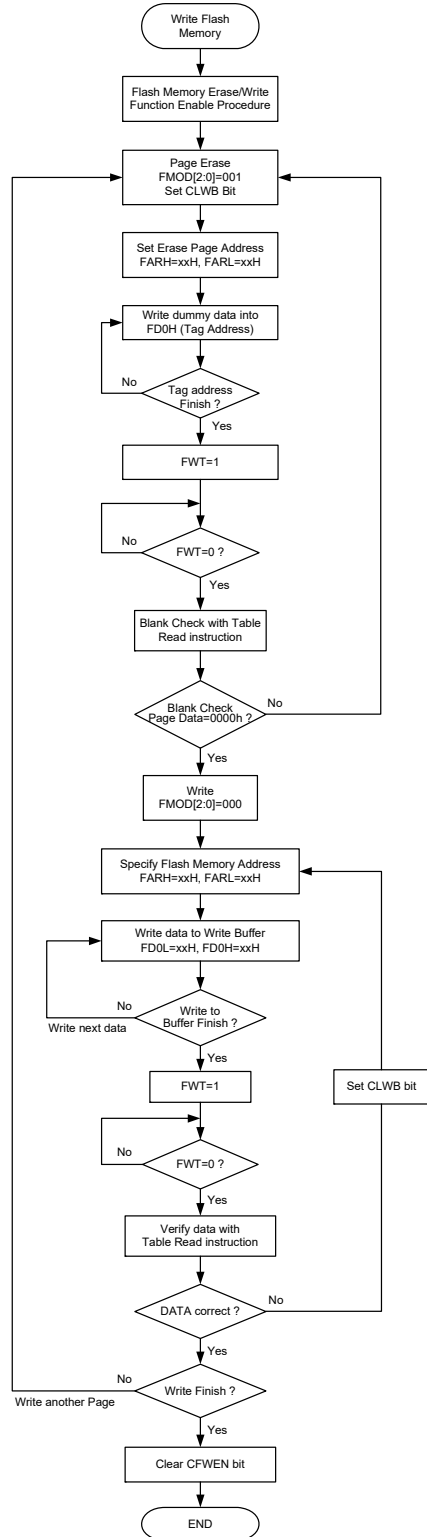 Write Flash
Memory
Flash Memory Erase/Write
Function Enable Procedure
Page Erase
FMOD[2:0]=001
Set CLWB Bit
Set Erase Page Address
FARH=xxH, FARL=xxH
Write dummy data into
FD0H (Tag Address)
No
Tag address
Finish ?
Yes
FWT=1
No
FWT=0 ?
Yes
Blank Check with Table
Read instruction
Blank Check
Page Data=0000h ?
No
Yes
Write
FMOD[2:0]=000
Specify Flash Memory Address
FARH=xxH, FARL=xxH
Write data to Write Buffer
FD0L=xxH, FD0H=xxH
No
Write next data
Write to
Buffer Finish ?
Yes
FWT=1
Set CLWB bit
No
FWT=0 ?
Yes
Verify data with
Table Read instruction
DATA correct ?
No
Yes
No
Write another Page
Write Finish ?
Yes
Clear CFWEN bit
END